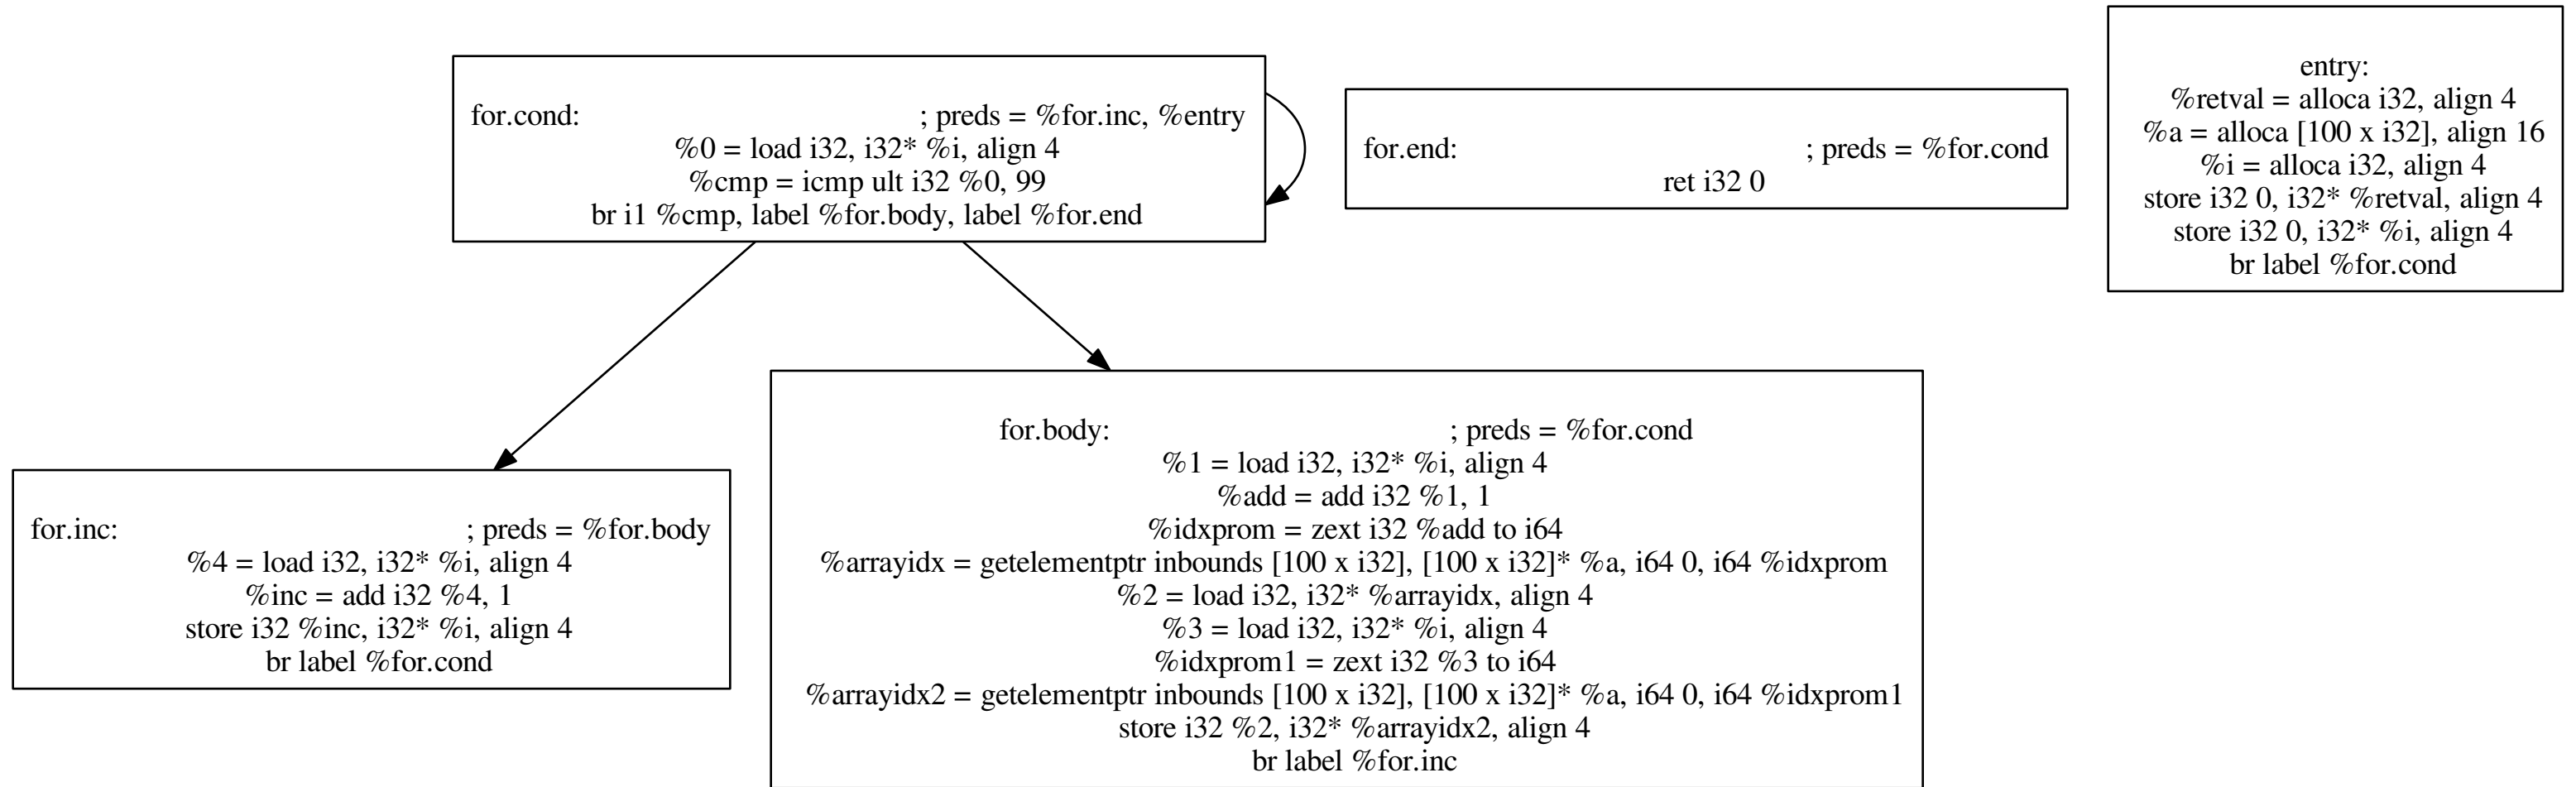 for.cond: ; preds = %for.inc, %entry
%0 = load i32, i32* %i, align 4
%cmp = icmp ult i32 %0, 99
br i1 %cmp, label %for.body, label %for.end
for.end: ; preds = %for.cond
ret i32 0
entry:
%retval = alloca i32, align 4
%a = alloca [100 x i32], align 16
%i = alloca i32, align 4
store i32 0, i32* %retval, align 4
store i32 0, i32* %i, align 4
br label %for.cond
for.inc: ; preds = %for.body
%4 = load i32, i32* %i, align 4
%inc = add i32 %4, 1
store i32 %inc, i32* %i, align 4
br label %for.cond
for.body: ; preds = %for.cond
%1 = load i32, i32* %i, align 4
%add = add i32 %1, 1
%idxprom = zext i32 %add to i64
%arrayidx = getelementptr inbounds [100 x i32], [100 x i32]* %a, i64 0, i64 %idxprom
%2 = load i32, i32* %arrayidx, align 4
%3 = load i32, i32* %i, align 4
%idxprom1 = zext i32 %3 to i64
%arrayidx2 = getelementptr inbounds [100 x i32], [100 x i32]* %a, i64 0, i64 %idxprom1
store i32 %2, i32* %arrayidx2, align 4
br label %for.inc